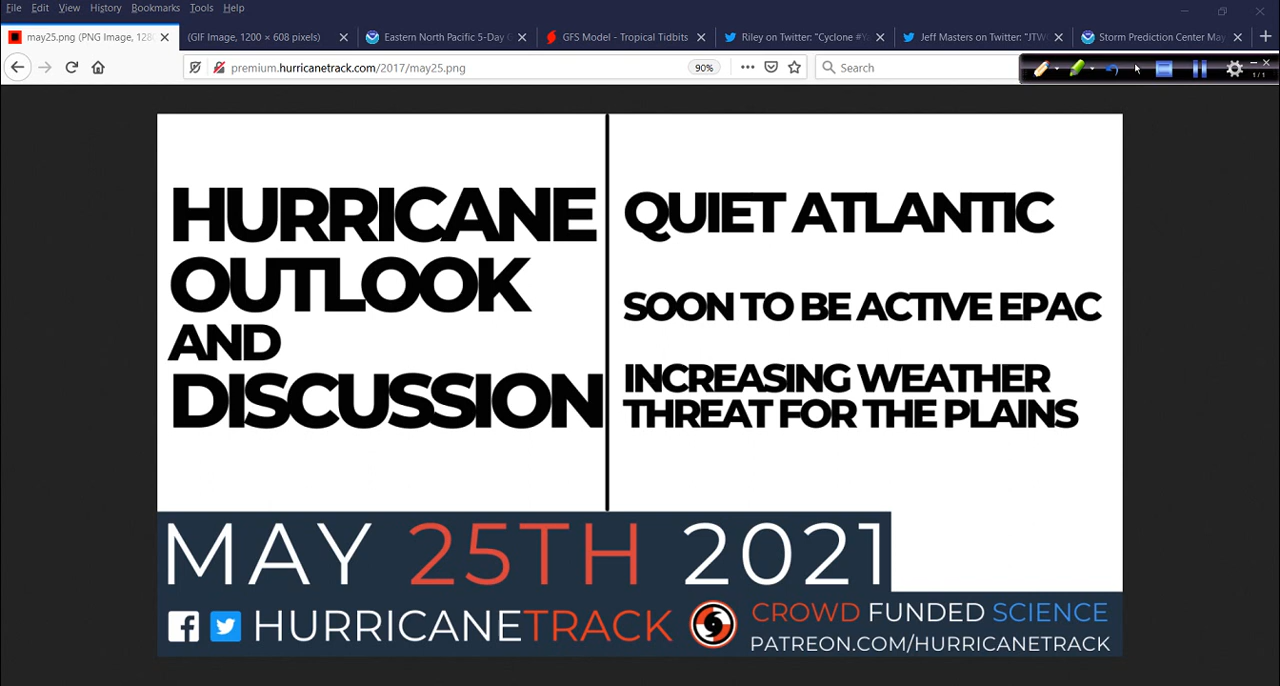 File Edit View History Bookmarks Tools Help
may25.png (PNG Image, 128
(GIF Image, 1200 × 608 pixels)
Eastern North Pacific 5-Day
GFS Model - Tropical Tidbits
Riley on Twitter: "Cyclone
Jeff Masters on Twitter: "JTW
Storm Prediction Center May
premium.hurricanetrack.com/2017/may25.png
90%
Search
1/1
HURRICANE
OUTLOOK
AND
DISCUSSION
QUIET ATLANTIC
SOON TO BE ACTIVE EPAC
INCREASING WEATHER
THREAT FOR THE PLAINS
MAY 25TH 2021
HURRICANETRACK
CROWD FUNDED SCIENCE
PATREON.COM/HURRICANETRACK